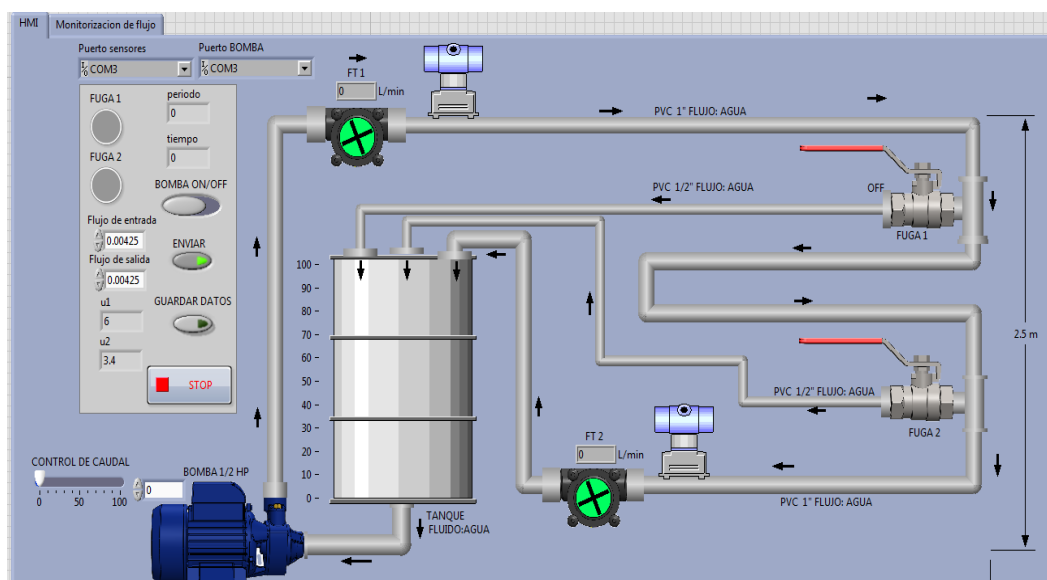 HMI
Monitorizacion de flujo
Puerto sensores
Puerto BOMBA
COM3
COM3
FUGA 1
periodo
0
tiempo
0
FUGA 2
BOMBA ON/OFF
Flujo de entrada
0.00425
ENVIAR
Flujo de salida
0.00425
u1
6
GUARDAR DATOS
u2
3.4
STOP
CONTROL DE CAUDAL
0
0 50 100
BOMBA 1/2 HP
FT 1
0 L/min
PVC 1" FLUJO: AGUA
PVC 1/2" FLUJO: AGUA
OFF
FUGA 1
100
90
80
70
60
50
40
30
20
10
0
2.5 m
PVC 1/2" FLUJO: AGUA
FUGA 2
FT 2
0 L/min
PVC 1" FLUJO: AGUA
TANQUE
FLUIDO:AGUA